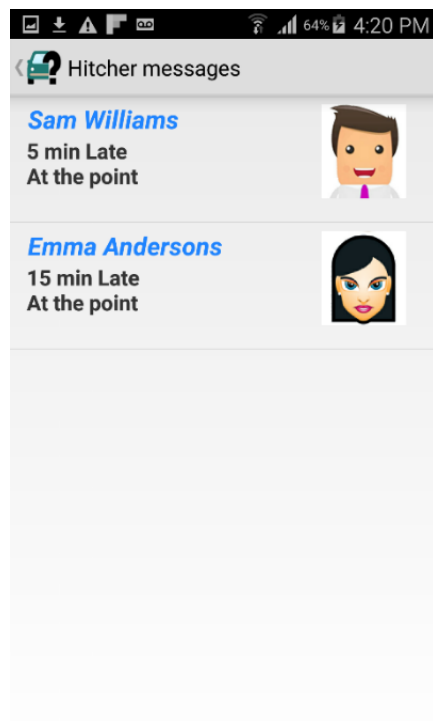 64% 4:20 PM
Hitcher messages
Sam Williams
5 min Late
At the point
Emma Andersons
15 min Late
At the point